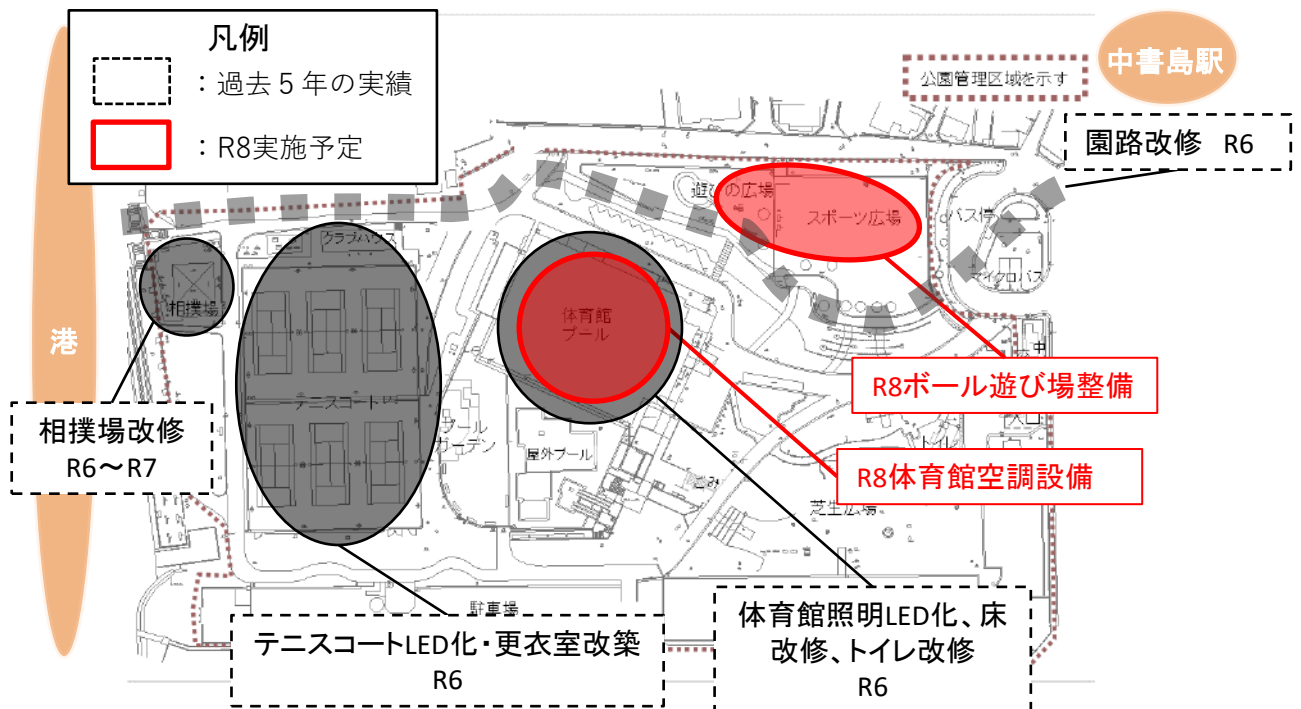 凡例
：過去５年の実績
：R8実施予定
公園管理区域を示す
中書島駅
園路改修 R6
遊びの広場
スポーツ広場
バス停
マイクロバス
クラブハウス
相撲場
体育館
プール
港
テニスコート
プール
ガーデン
屋外プール
R8ボール遊び場整備
相撲場改修
R6～R7
R8体育館空調設備
トイレ
芝生広場
駐車場
テニスコートLED化・更衣室改築
R6
体育館照明LED化、床
改修、トイレ改修
R6